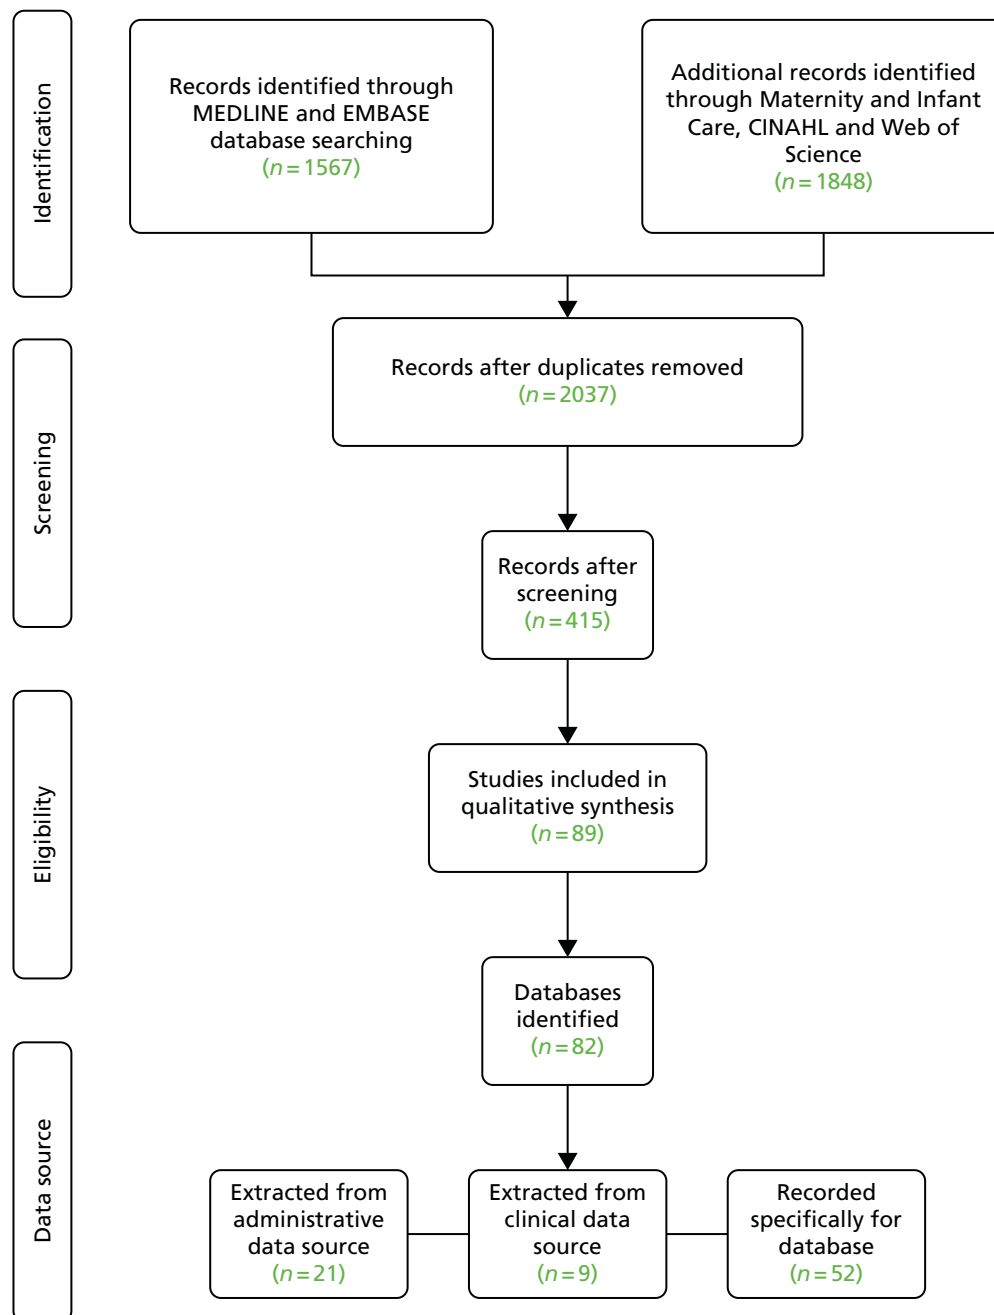 Identification
Records identified through
MEDLINE and EMBASE
database searching
(n = 1567)
Additional records identified
through Maternity and Infant
Care, CINAHL and Web of
Science
(n = 1848)
Screening
Records after duplicates removed
(n = 2037)
Records after
screening
(n = 415)
Eligibility
Studies included in
qualitative synthesis
(n = 89)
Databases
identified
(n = 82)
Data source
Extracted from
administrative
data source
(n = 21)
Extracted from
clinical data
source
(n = 9)
Recorded
specifically for
database
(n = 52)